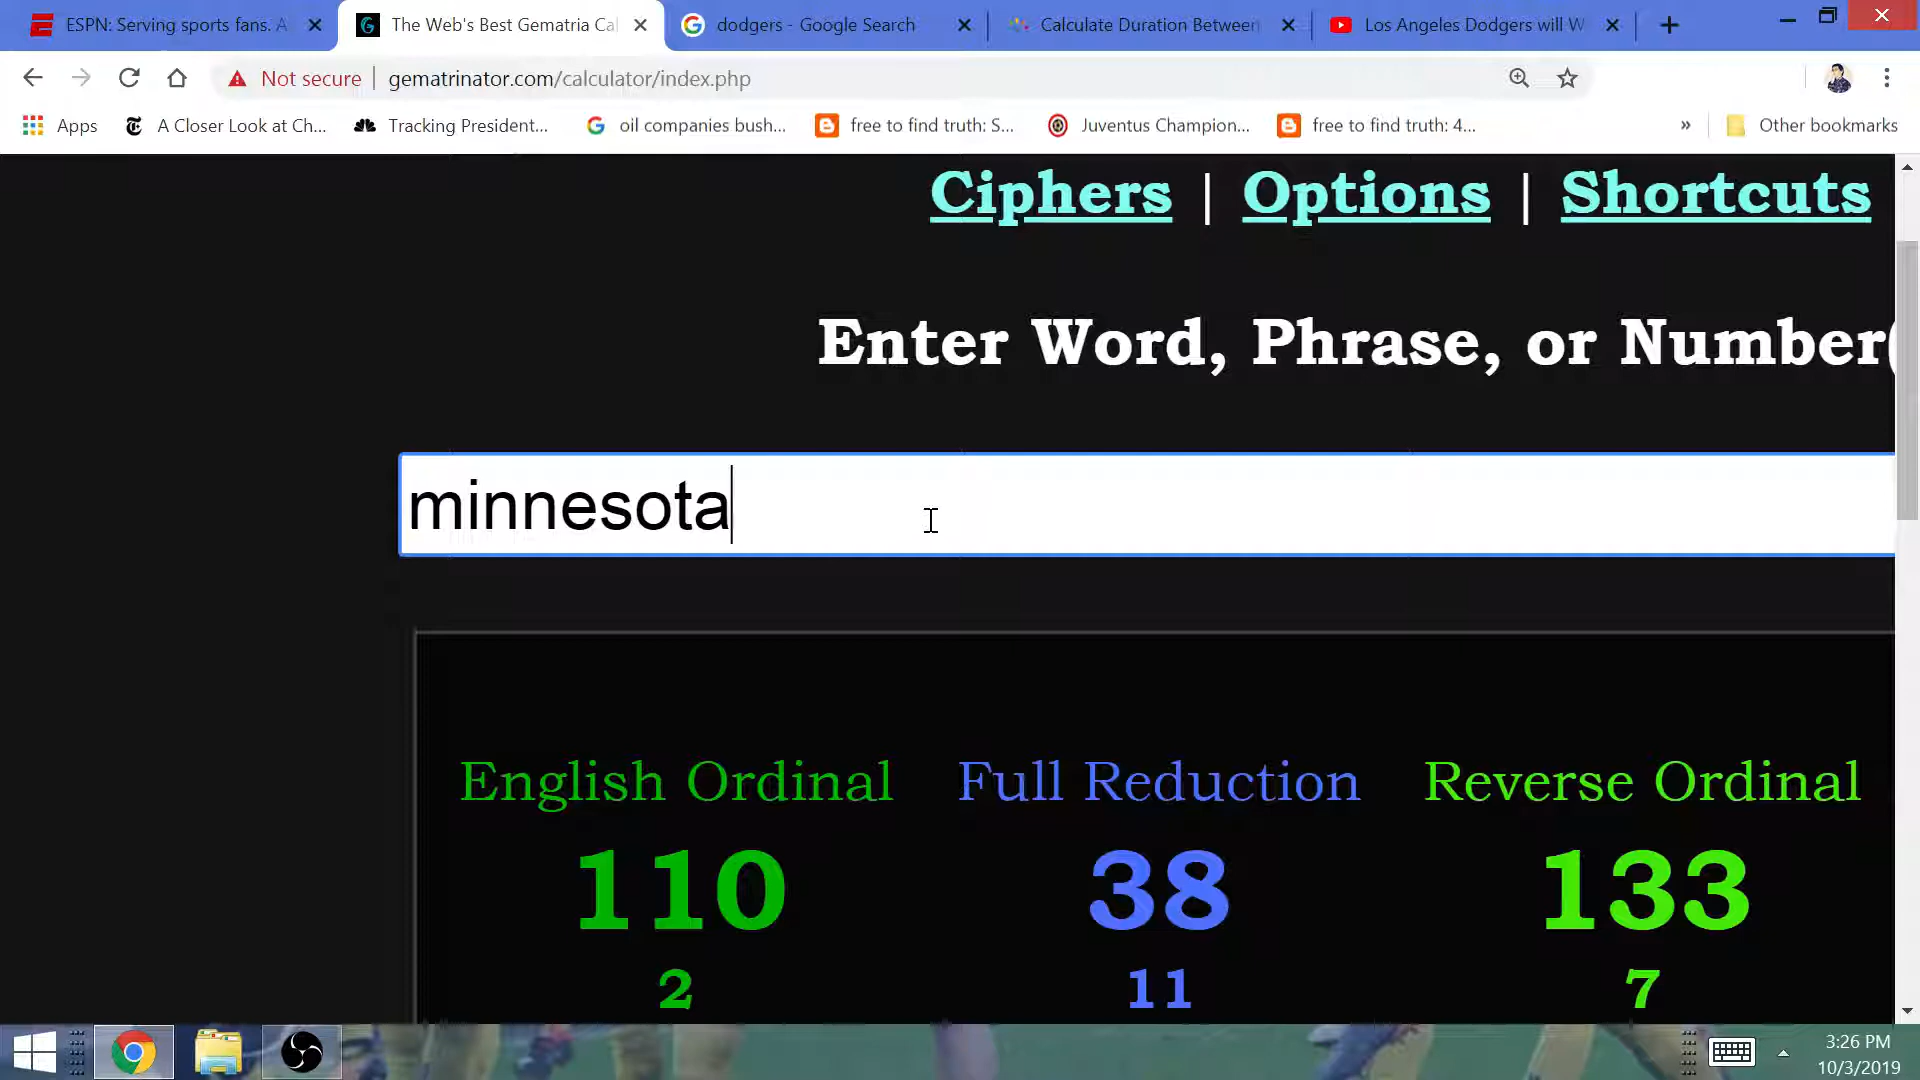 ESPN: Serving sports fans. A
The Web's Best Gematria Cal
dodgers - Google Search
Calculate Duration Between
Los Angeles Dodgers will W
Not secure | gematrinator.com/calculator/index.php
Apps
A Closer Look at Ch...
Tracking President...
oil companies bush...
free to find truth: S...
Juventus Champion...
free to find truth: 4...
»
Other bookmarks
Ciphers | Options | Shortcuts
Enter Word, Phrase, or Number(
minnesota
English Ordinal Full Reduction Reverse Ordinal
110 38 133
2 11 7
3:26 PM
10/3/2019